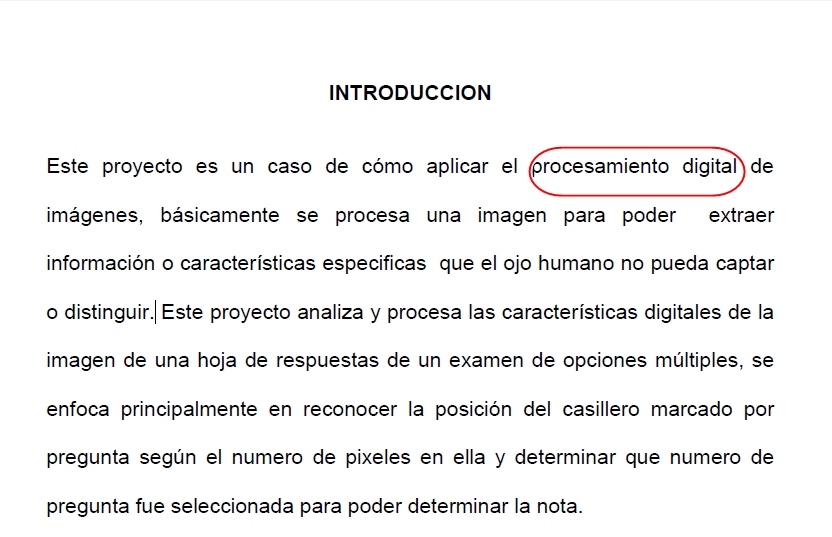 INTRODUCCION
Este proyecto es un caso de cómo aplicar el procesamiento digital de
imágenes, básicamente se procesa una imagen para poder extraer
información o características especificas que el ojo humano no pueda captar
o distinguir. Este proyecto analiza y procesa las características digitales de la
imagen de una hoja de respuestas de un examen de opciones múltiples, se
enfoca principalmente en reconocer la posición del casillero marcado por
pregunta según el numero de pixeles en ella y determinar que numero de
pregunta fue seleccionada para poder determinar la nota.